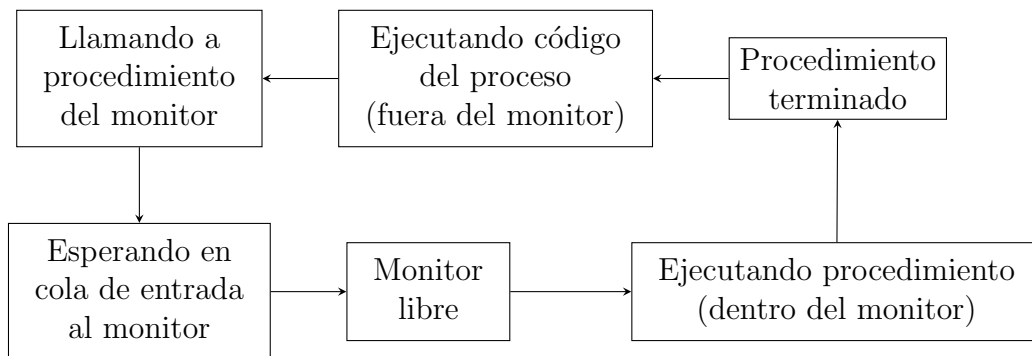 Llamando a
procedimiento
del monitor
Ejecutando código
del proceso
(fuera del monitor)
Procedimiento
terminado
Esperando en
cola de entrada
al monitor
Monitor
libre
Ejecutando procedimiento
(dentro del monitor)